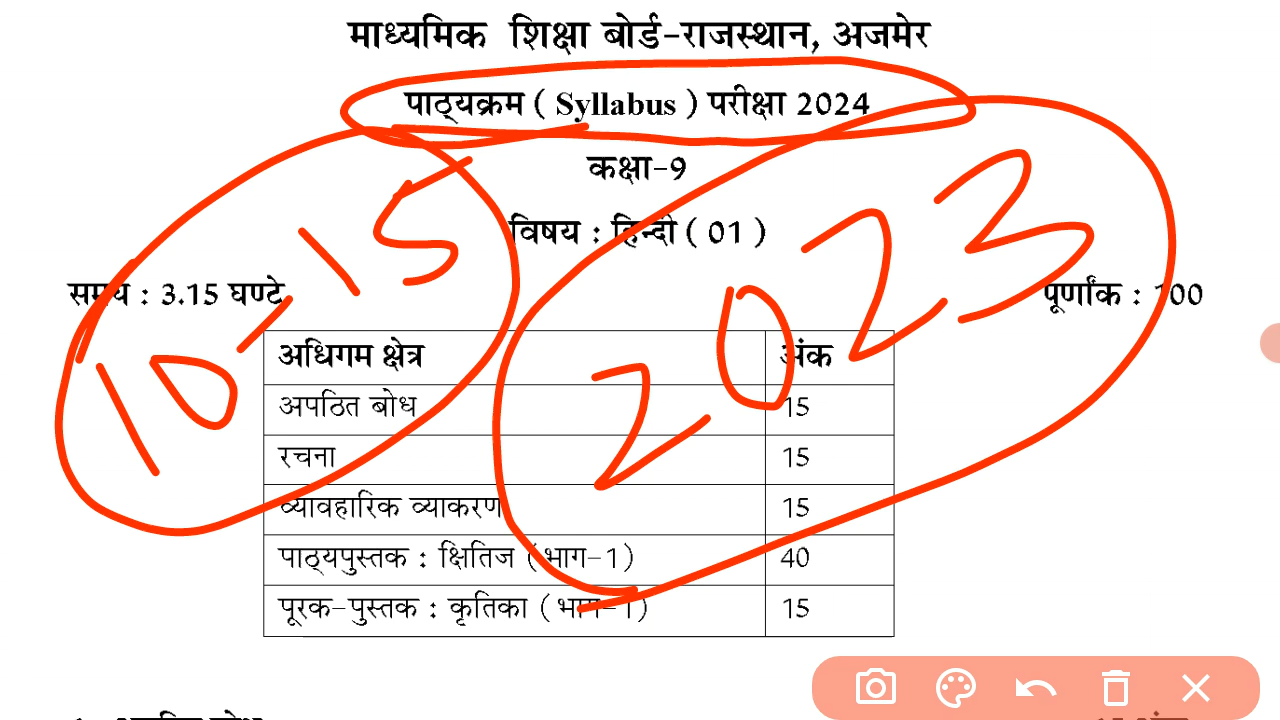 माध्यमिक शिक्षा बोर्ड-राजस्थान, अजमेर
पाठ्यक्रम ( Syllabus ) परीक्षा 2024
कक्षा-9
विषय : हिन्दी ( 01 )
समय : 3.15 घण्टे पूर्णांक : 100
10-15
2023
अधिगम क्षेत्र अंक
अपठित बोध 15
रचना 15
व्यावहारिक व्याकरण 15
पाठ्यपुस्तक : क्षितिज ( भाग-1) 40
पूरक-पुस्तक : कृतिका ( भाग-1) 15